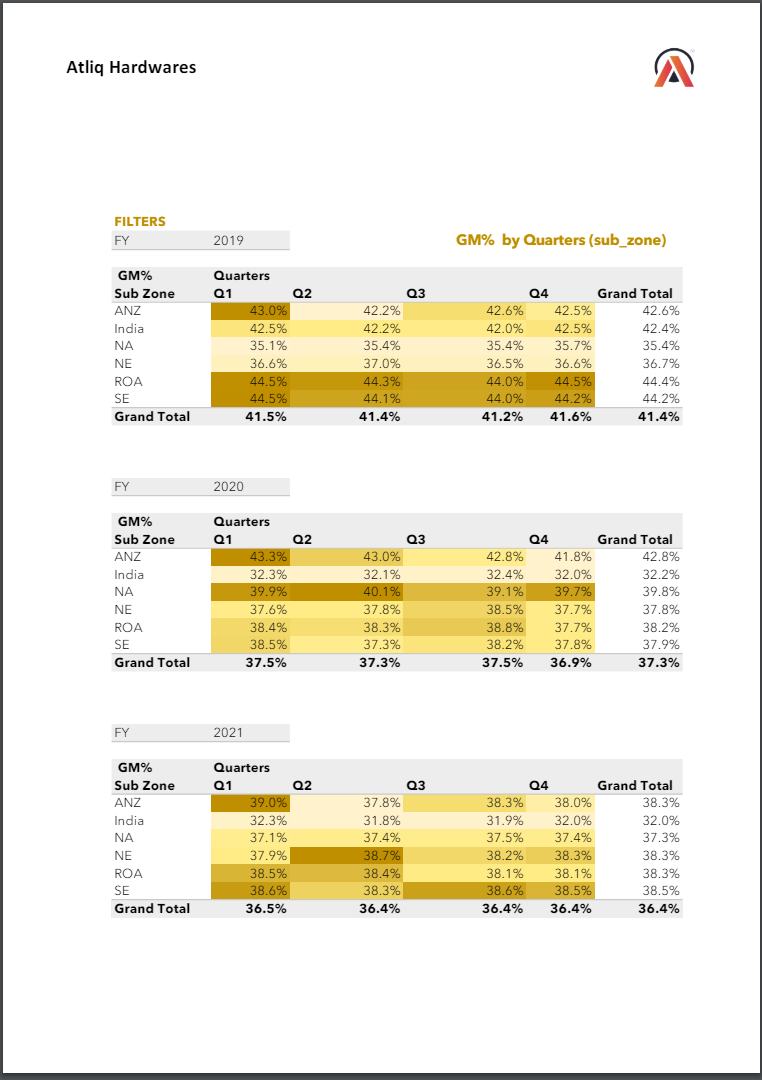 Atliq Hardwares
FILTERS
FY 2019 GM% by Quarters (sub_zone)
GM% Quarters
Sub Zone Q1 Q2 Q3 Q4 Grand Total
ANZ 43.0% 42.2% 42.6% 42.5% 42.6%
India 42.5% 42.2% 42.0% 42.5% 42.4%
NA 35.1% 35.4% 35.4% 35.7% 35.4%
NE 36.6% 37.0% 36.5% 36.6% 36.7%
ROA 44.5% 44.3% 44.0% 44.5% 44.4%
SE 44.5% 44.1% 44.0% 44.2% 44.2%
Grand Total 41.5% 41.4% 41.2% 41.6% 41.4%
FY 2020
GM% Quarters
Sub Zone Q1 Q2 Q3 Q4 Grand Total
ANZ 43.3% 43.0% 42.8% 41.8% 42.8%
India 32.3% 32.1% 32.4% 32.0% 32.2%
NA 39.9% 40.1% 39.1% 39.7% 39.8%
NE 37.6% 37.8% 38.5% 37.7% 37.8%
ROA 38.4% 38.3% 38.8% 37.7% 38.2%
SE 38.5% 37.3% 38.2% 37.8% 37.9%
Grand Total 37.5% 37.3% 37.5% 36.9% 37.3%
FY 2021
GM% Quarters
Sub Zone Q1 Q2 Q3 Q4 Grand Total
ANZ 39.0% 37.8% 38.3% 38.0% 38.3%
India 32.3% 31.8% 31.9% 32.0% 32.0%
NA 37.1% 37.4% 37.5% 37.4% 37.3%
NE 37.9% 38.7% 38.2% 38.3% 38.3%
ROA 38.5% 38.4% 38.1% 38.1% 38.3%
SE 38.6% 38.3% 38.6% 38.5% 38.5%
Grand Total 36.5% 36.4% 36.4% 36.4% 36.4%